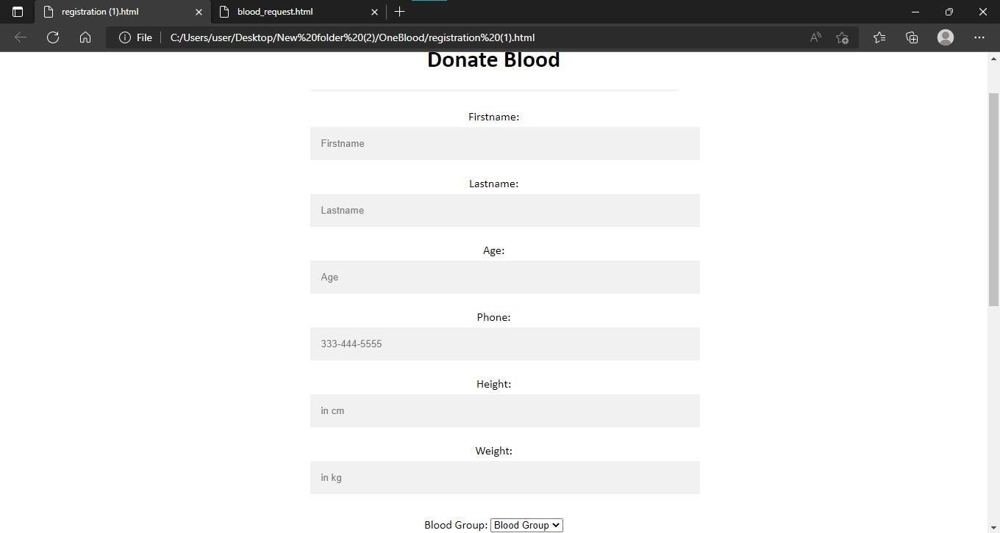 registration (1).html
blood_request.html
File
C:/Users/user/Desktop/New%20folder%20(2)/OneBlood/registration%20(1).html
Donate Blood
Firstname:
Firstname
Lastname:
Lastname
Age:
Age
Phone:
333-444-5555
Height:
in cm
Weight:
in kg
Blood Group: Blood Group